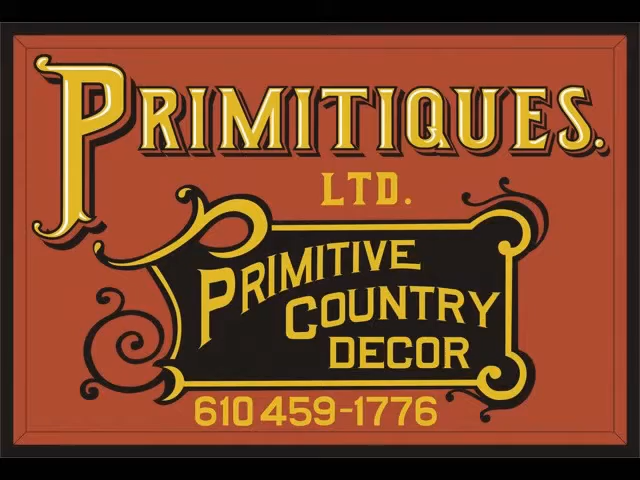 PRIMITIQUES.
LTD.
PRIMITIVE
COUNTRY
DECOR
610 459-1776